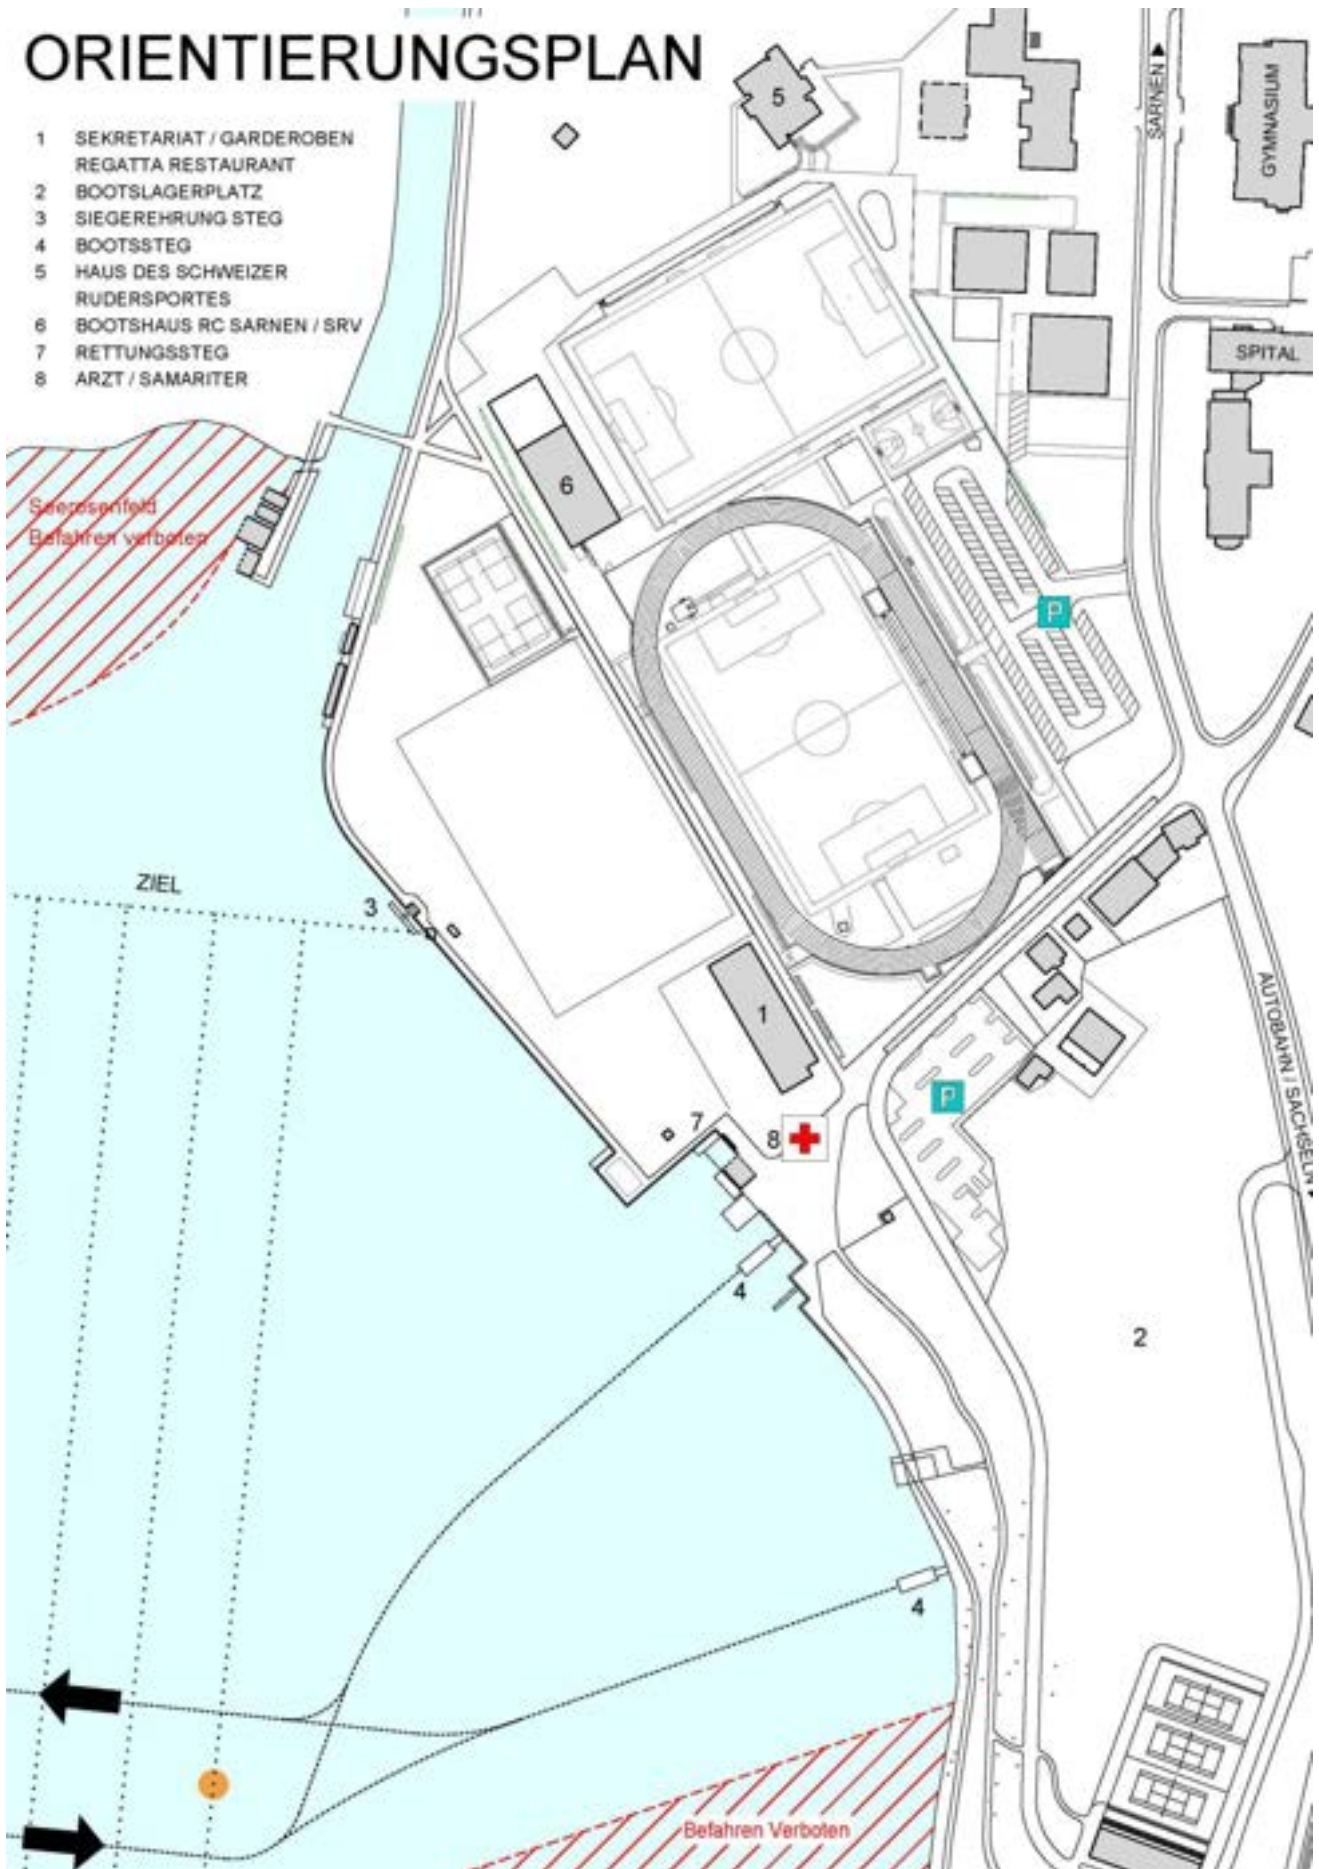 ORIENTIERUNGSPLAN
1 SEKRETARIAT / GARDEROBEN
REGATTA RESTAURANT
2 BOOTSLAGERPLATZ
3 SIEGEREHRUNG STEG
4 BOOTSSTEG
5 HAUS DES SCHWEIZER
RUDERSPORTES
6 BOOTSHAUS RC SARNEN / SRV
7 RETTUNGSSTEG
8 ARZT / SAMARITER
5
SARNEN
GYMNASIUM
SPITAL
6
Seerosenfeld
Befahren verboten
P
ZIEL
3
1
AUTOBAHN / SACHSELN
P
7
8
4
2
4
Befahren Verboten